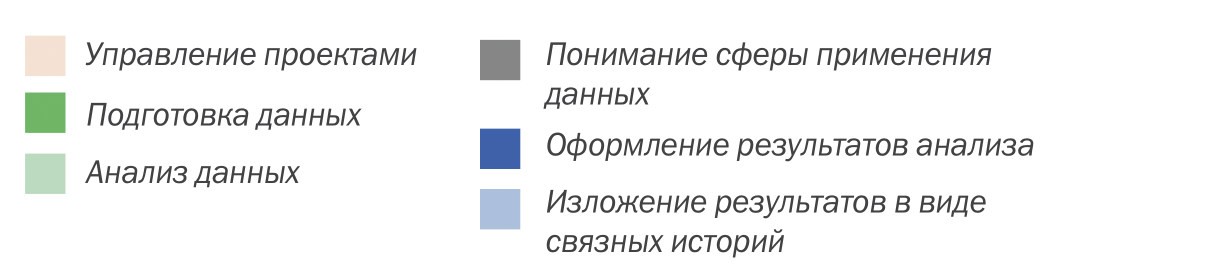 Управление проектами
Подготовка данных
Анализ данных
Понимание сферы применения
данных
Оформление результатов анализа
Изложение результатов в виде
связных историй